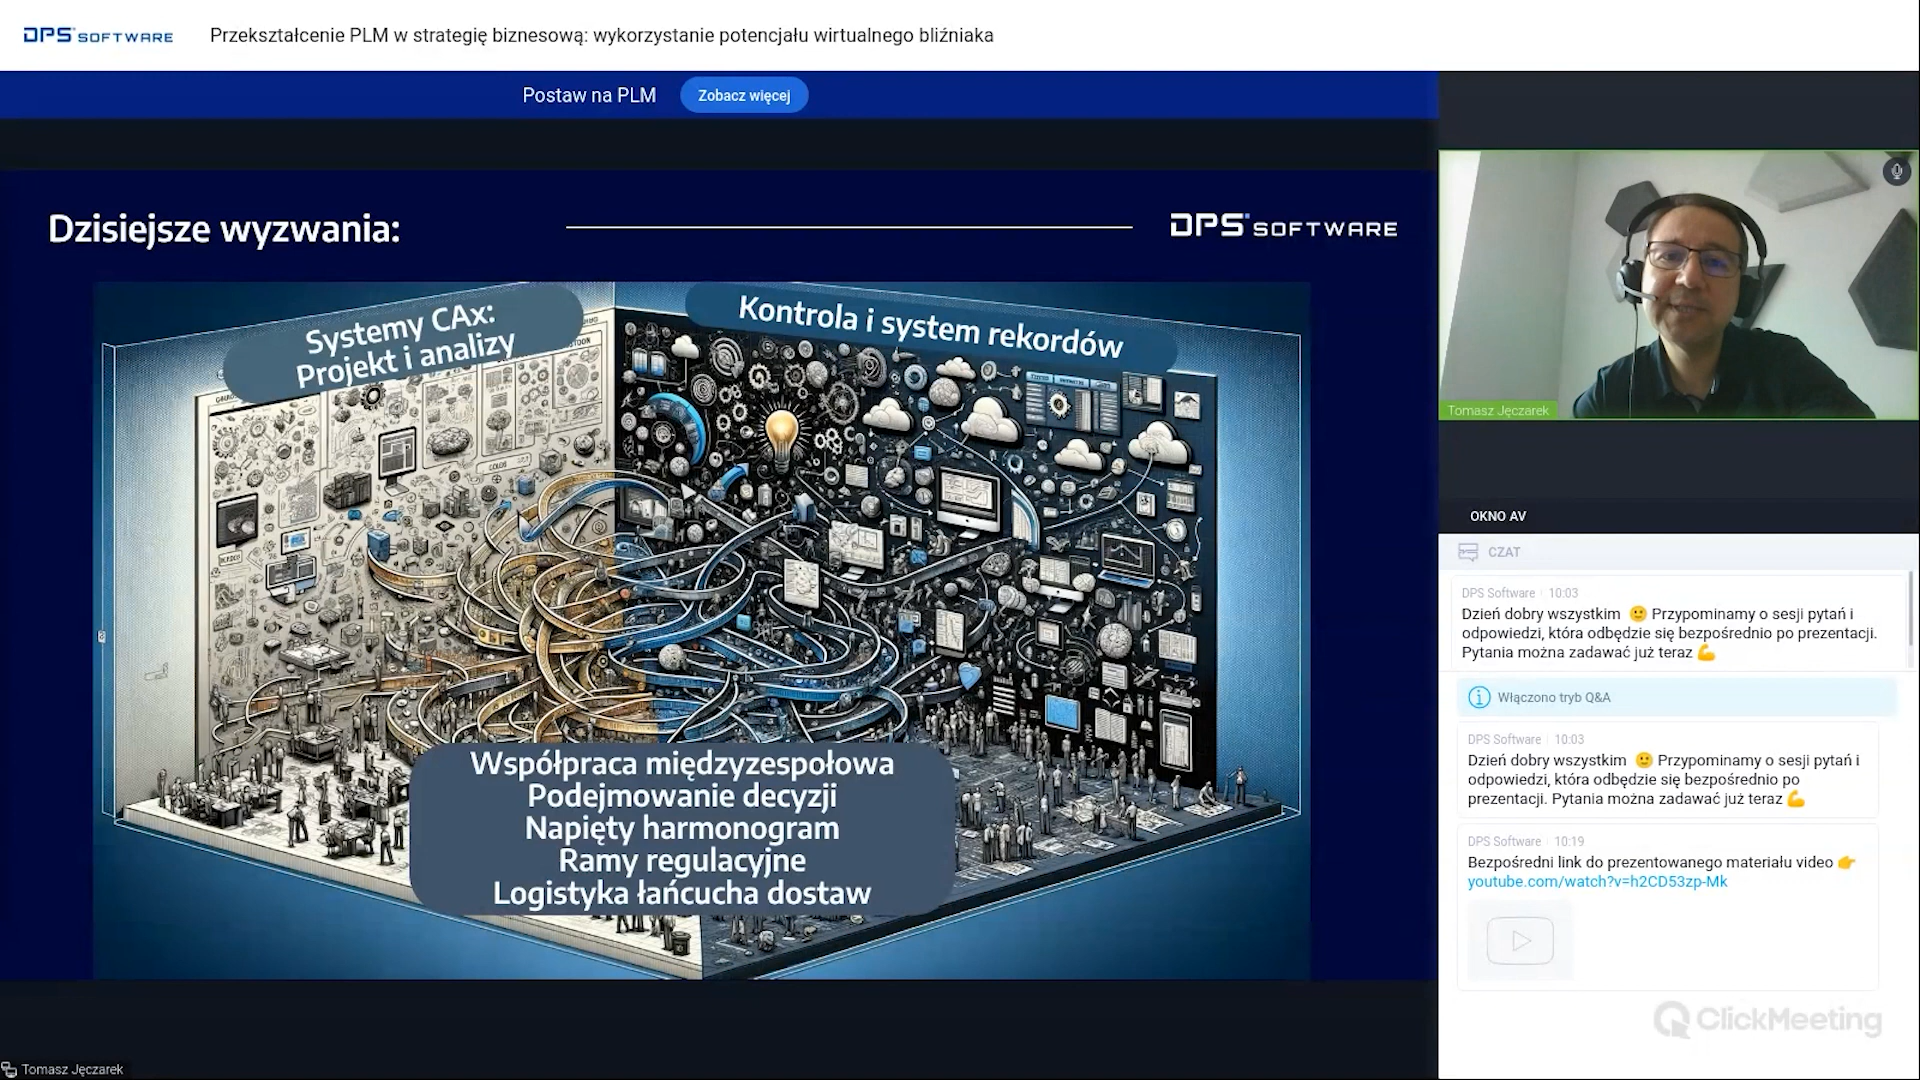 DPS SOFTWARE
Przekształcenie PLM w strategię biznesową: wykorzystanie potencjału wirtualnego bliźniaka
Postaw na PLM
Zobacz więcej
Dzisiejsze wyzwania:
DPS SOFTWARE
Systemy CAx:
Projekt i analizy
Kontrola i system rekordów
Współpraca międzyzespołowa
Podejmowanie decyzji
Napięty harmonogram
Ramy regulacyjne
Logistyka łańcucha dostaw
Tomasz Jęczarek
Tomasz Jęczarek
OKNO AV
CZAT
DPS Software 10:03
Dzień dobry wszystkim 🙂 Przypominamy o sesji pytań i
odpowiedzi, która odbędzie się bezpośrednio po prezentacji.
Pytania można zadawać już teraz 💪
Włączono tryb Q&A
DPS Software 10:03
Dzień dobry wszystkim 🙂 Przypominamy o sesji pytań i
odpowiedzi, która odbędzie się bezpośrednio po
prezentacji. Pytania można zadawać już teraz 💪
DPS Software 10:19
Bezpośredni link do prezentowanego materiału video 👉
youtube.com/watch?v=h2CD53zp-Mk
ClickMeeting